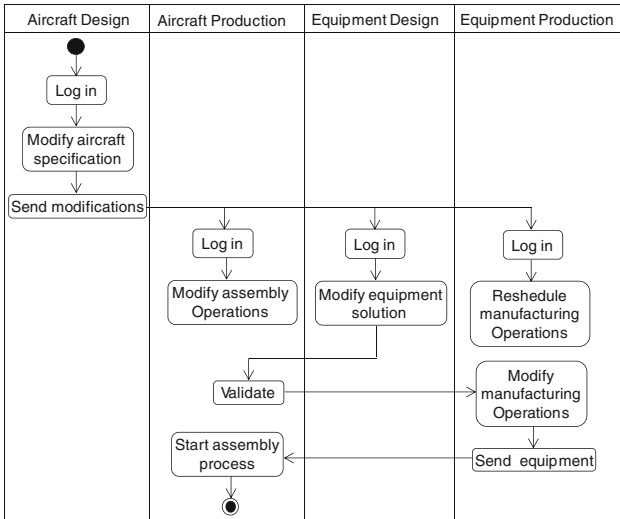 Aircraft Design
Aircraft Production
Equipment Design
Equipment Production
Log in
Modify aircraft
specification
Send modifications
Log in
Log in
Log in
Modify assembly
Operations
Modify equipment
solution
Reshedule
manufacturing
Operations
Validate
Modify
manufacturing
Operations
Start assembly
process
Send equipment